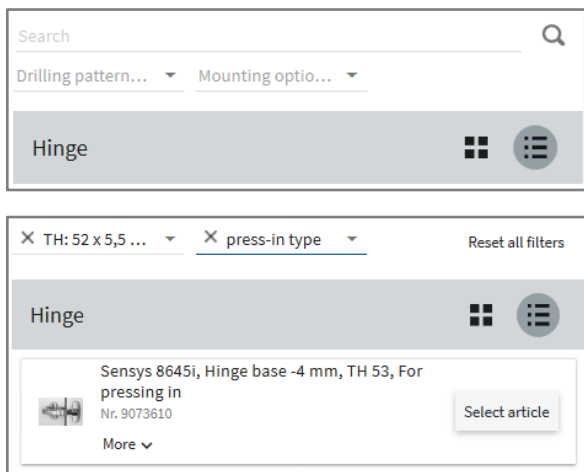 Search
Drilling pattern... Mounting optio...
Hinge
TH: 52 x 5,5 ... press-in type Reset all filters
Hinge
Sensys 8645i, Hinge base -4 mm, TH 53, For
pressing in
Nr. 9073610
Select article
More